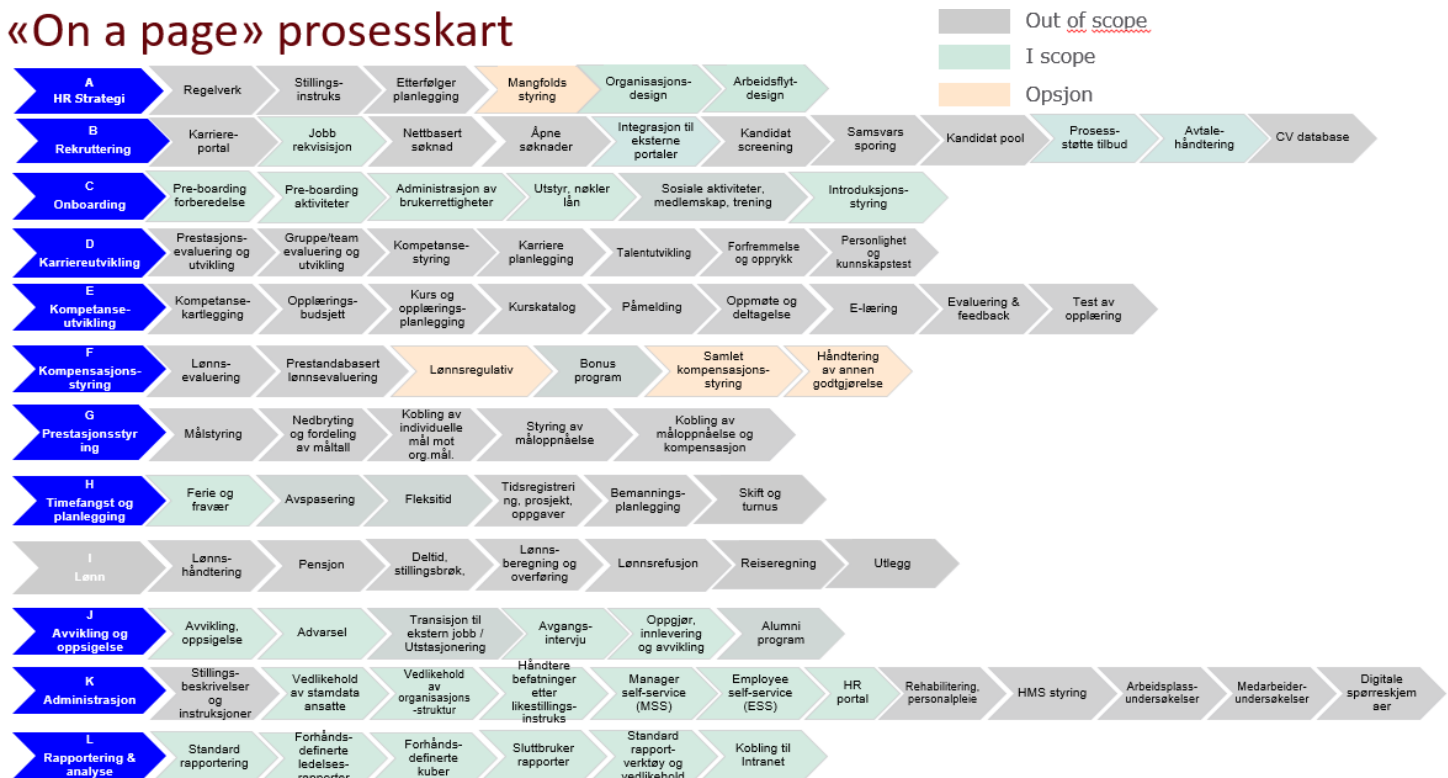 «On a page» prosesskart
Out of scope
I scope
Opsjon
A
HR Strategi
Regelverk
Stillings-
instruks
Etterfølger
planlegging
Mangfolds
styring
Organisasjons-
design
Arbeidsflyt-
design
B
Rekruttering
Karriere-
portal
Jobb
rekvisisjon
Nettbasert
søknad
Åpne
søknader
Integrasjon til
eksterne
portaler
Kandidat
screening
Samsvars
sporing
Kandidat pool
Prosess-
støtte tilbud
Avtale-
håndtering
CV database
C
Onboarding
Pre-boarding
forberedelse
Pre-boarding
aktiviteter
Administrasjon av
brukerrettigheter
Utstyr, nøkler
lån
Sosiale aktiviteter,
medlemskap, trening
Introduksjons-
styring
D
Karriereutvikling
Prestasjons-
evaluering og
utvikling
Gruppe/team
evaluering og
utvikling
Kompetanse-
styring
Karriere
planlegging
Talentutvikling
Forfremmelse
og opprykk
Personlighet
og
kunnskapstest
E
Kompetanse-
utvikling
Kompetanse-
kartlegging
Opplærings-
budsjett
Kurs og
opplærings-
planlegging
Kurskatalog
Påmelding
Oppmøte og
deltagelse
E-læring
Evaluering &
feedback
Test av
opplæring
F
Kompensasjons-
styring
Lønns-
evaluering
Prestandabasert
lønnsevaluering
Lønnsregulativ
Bonus
program
Samlet
kompensasjons-
styring
Håndtering
av annen
godtgjørelse
G
Prestasjonsstyr
ing
Målstyring
Nedbryting
og fordeling
av måltall
Kobling av
individuelle
mål mot
org.mål.
Styring av
måloppnåelse
Kobling av
måloppnåelse og
kompensasjon
H
Timefangst og
planlegging
Ferie og
fravær
Avspasering
Fleksitid
Tidsregistreri
ng, prosjekt,
oppgaver
Bemannings-
planlegging
Skift og
turnus
I
Lønn
Lønns-
håndtering
Pensjon
Deltid,
stillingsbrøk,
Lønns-
beregning og
overføring
Lønnsrefusjon
Reiseregning
Utlegg
J
Avvikling og
oppsigelse
Avvikling,
oppsigelse
Advarsel
Transisjon til
ekstern jobb /
Utstasjonering
Avgangs-
intervju
Oppgjør,
innlevering
og avvikling
Alumni
program
K
Administrasjon
Stillings-
beskrivelser
og
instruksjoner
Vedlikehold
av stamdata
ansatte
Vedlikehold
av
organisasjons
-struktur
Håndtere
befatninger
etter
likestillings-
instruks
Manager
self-service
(MSS)
Employee
self-service
(ESS)
HR
portal
Rehabilitering,
personalpleie
HMS styring
Arbeidsplass-
undersøkelser
Medarbeider-
undersøkelser
Digitale
spørreskjem
aer
L
Rapportering &
analyse
Standard
rapportering
Forhånds-
definerte
ledelses-
rapporter
Forhånds-
definerte
kuber
Sluttbruker
rapporter
Standard
rapport-
verktøy og
vedlikehold
Kobling til
Intranet